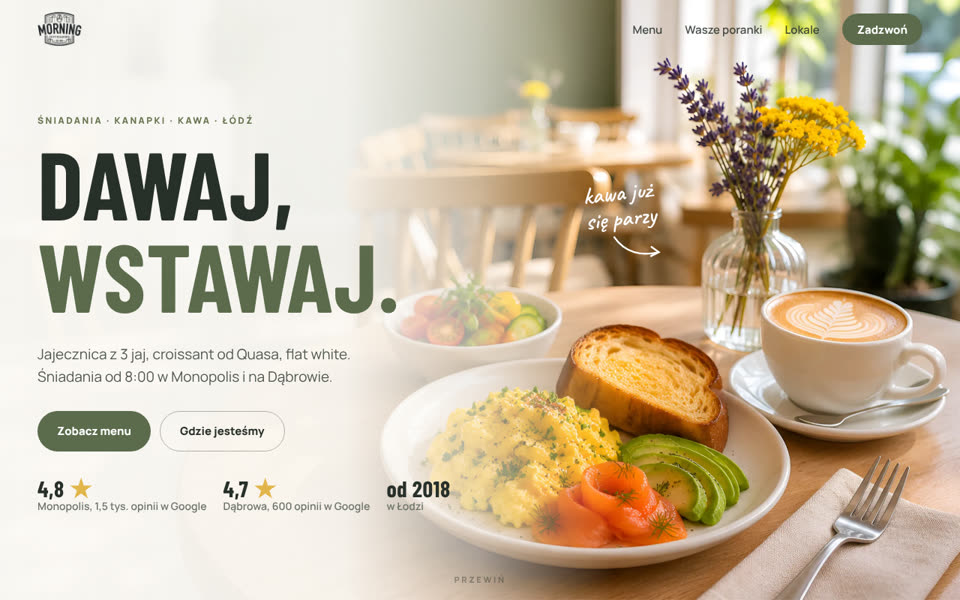 MORNING
Menu
Wasze poranki
Lokale
Zadzwoń
ŚNIADANIA · KANAPKI · KAWA · ŁÓDŹ
DAWAJ,
WSTAWAJ.
kawa już
się parzy
Jajecznica z 3 jaj, croissant od Quasa, flat white.
Śniadania od 8:00 w Monopolis i na Dąbrowie.
Zobacz menu
Gdzie jesteśmy
4,8 ★
Monopolis, 1,5 tys. opinii w Google
4,7 ★
Dąbrowa, 600 opinii w Google
od 2018
w Łodzi
PRZEWIŃ